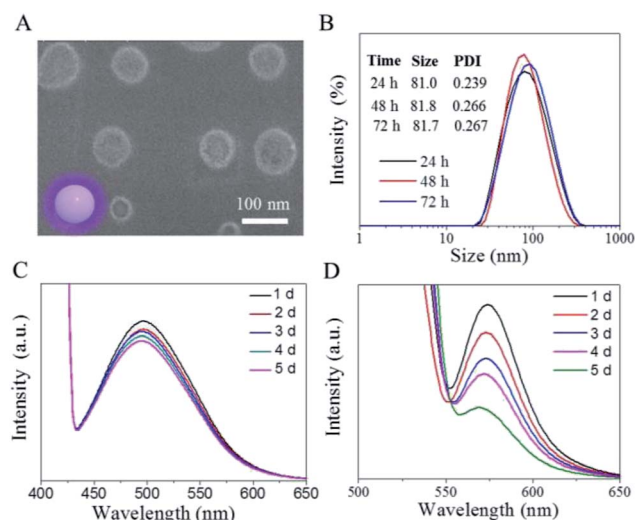 A
100 nm
B
Time Size PDI
24 h 81.0 0.239
48 h 81.8 0.266
72 h 81.7 0.267
24 h
48 h
72 h
Intensity (%)
1 10 100 1000
Size (nm)
C
1 d
2 d
3 d
4 d
5 d
Intensity (a.u.)
400 450 500 550 600 650
Wavelength (nm)
D
1 d
2 d
3 d
4 d
5 d
Intensity (a.u.)
500 550 600 650
Wavelength (nm)